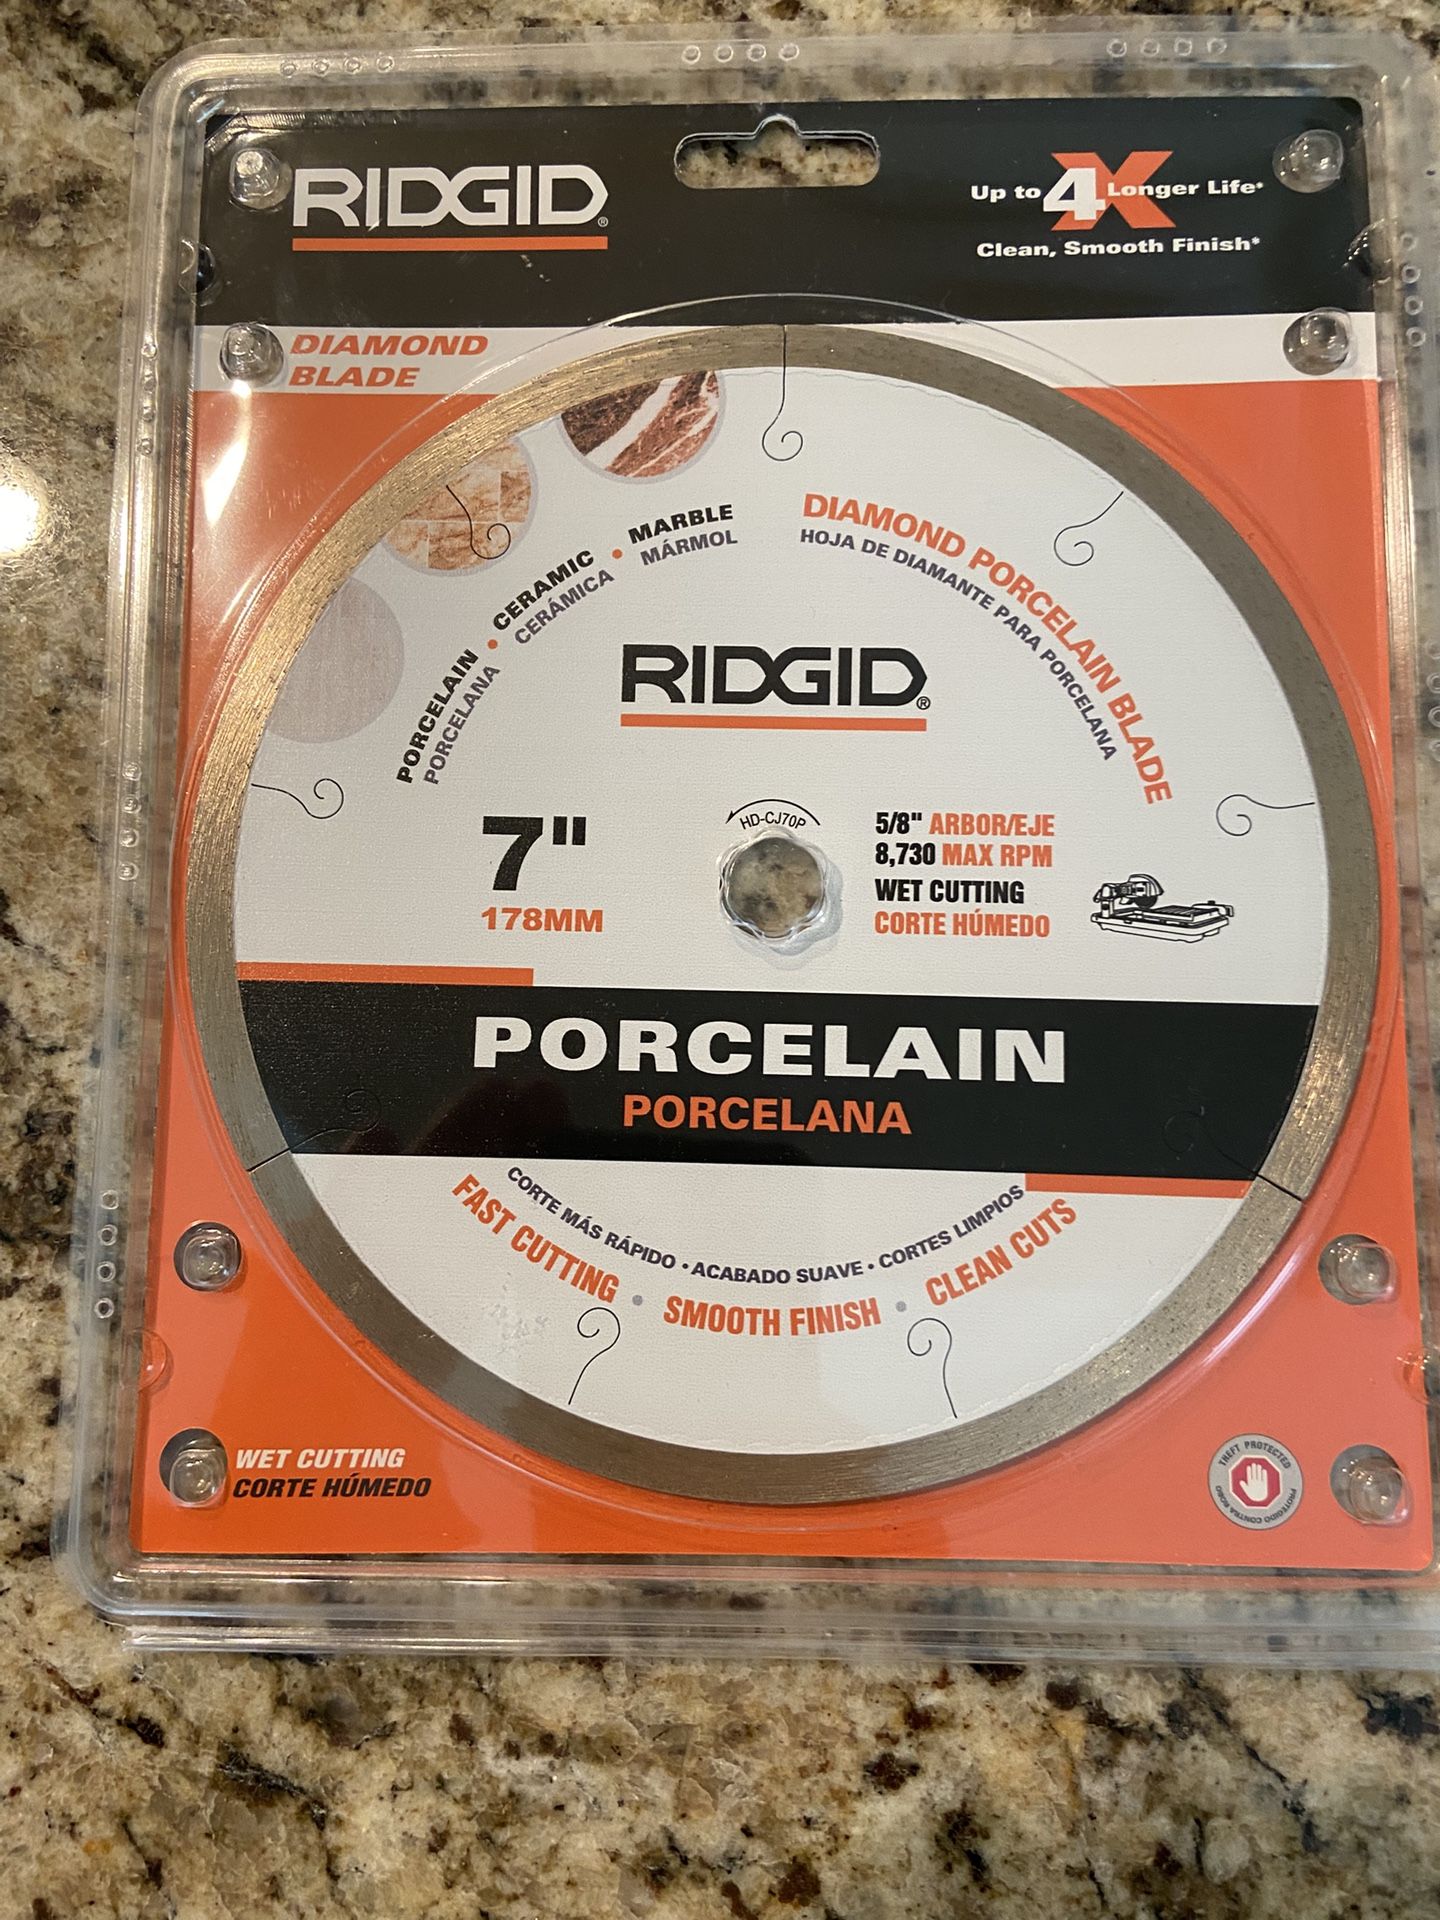 RIDGID®
Up to 4X Longer Life*
Clean, Smooth Finish*
DIAMOND
BLADE
PORCELAIN • CERAMIC • MARBLE
PORCELANA CERÁMICA MÁRMOL
DIAMOND PORCELAIN BLADE
HOJA DE DIAMANTE PARA PORCELANA
RIDGID®
7"
178MM
HD-CJ70P
5/8" ARBOR/EJE
8,730 MAX RPM
WET CUTTING
CORTE HÚMEDO
PORCELAIN
PORCELANA
CORTE MÁS RÁPIDO • ACABADO SUAVE • CORTES LIMPIOS
FAST CUTTING • SMOOTH FINISH • CLEAN CUTS
WET CUTTING
CORTE HÚMEDO
THEFT PROTECTED
PROTEGIDO CONTRA ROBO